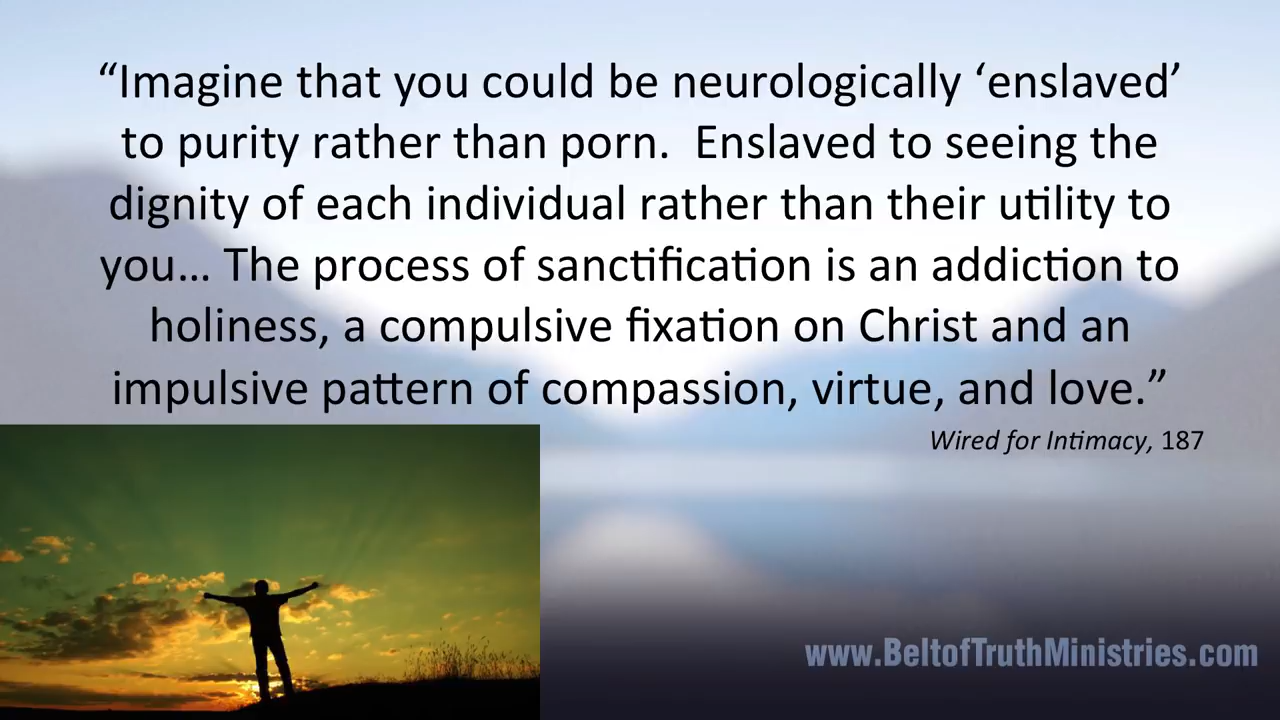 “Imagine that you could be neurologically ‘enslaved’
to purity rather than porn.  Enslaved to seeing the
dignity of each individual rather than their utility to
you… The process of sanctification is an addiction to
holiness, a compulsive fixation on Christ and an
impulsive pattern of compassion, virtue, and love.”
Wired for Intimacy, 187
www.BeltofTruthMinistries.com